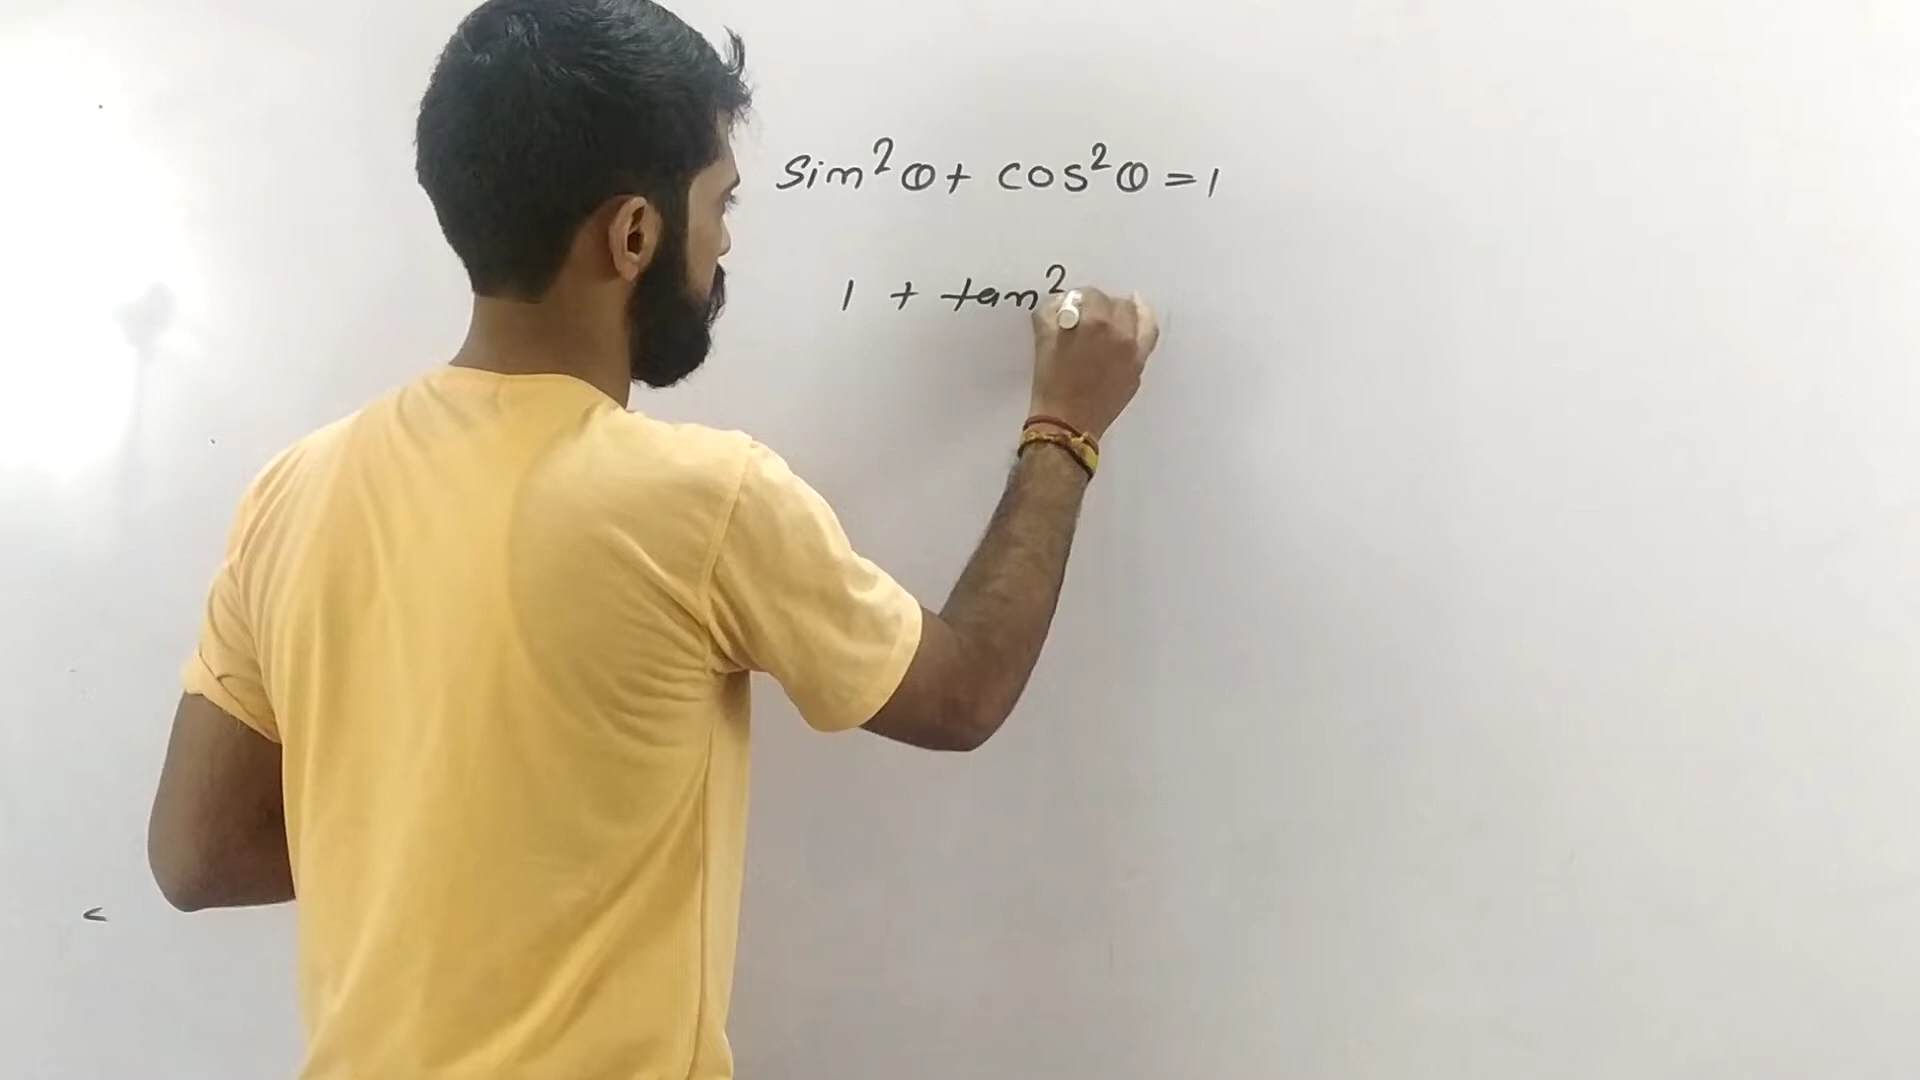 sin²θ + cos²θ = 1
1 + tan²
<